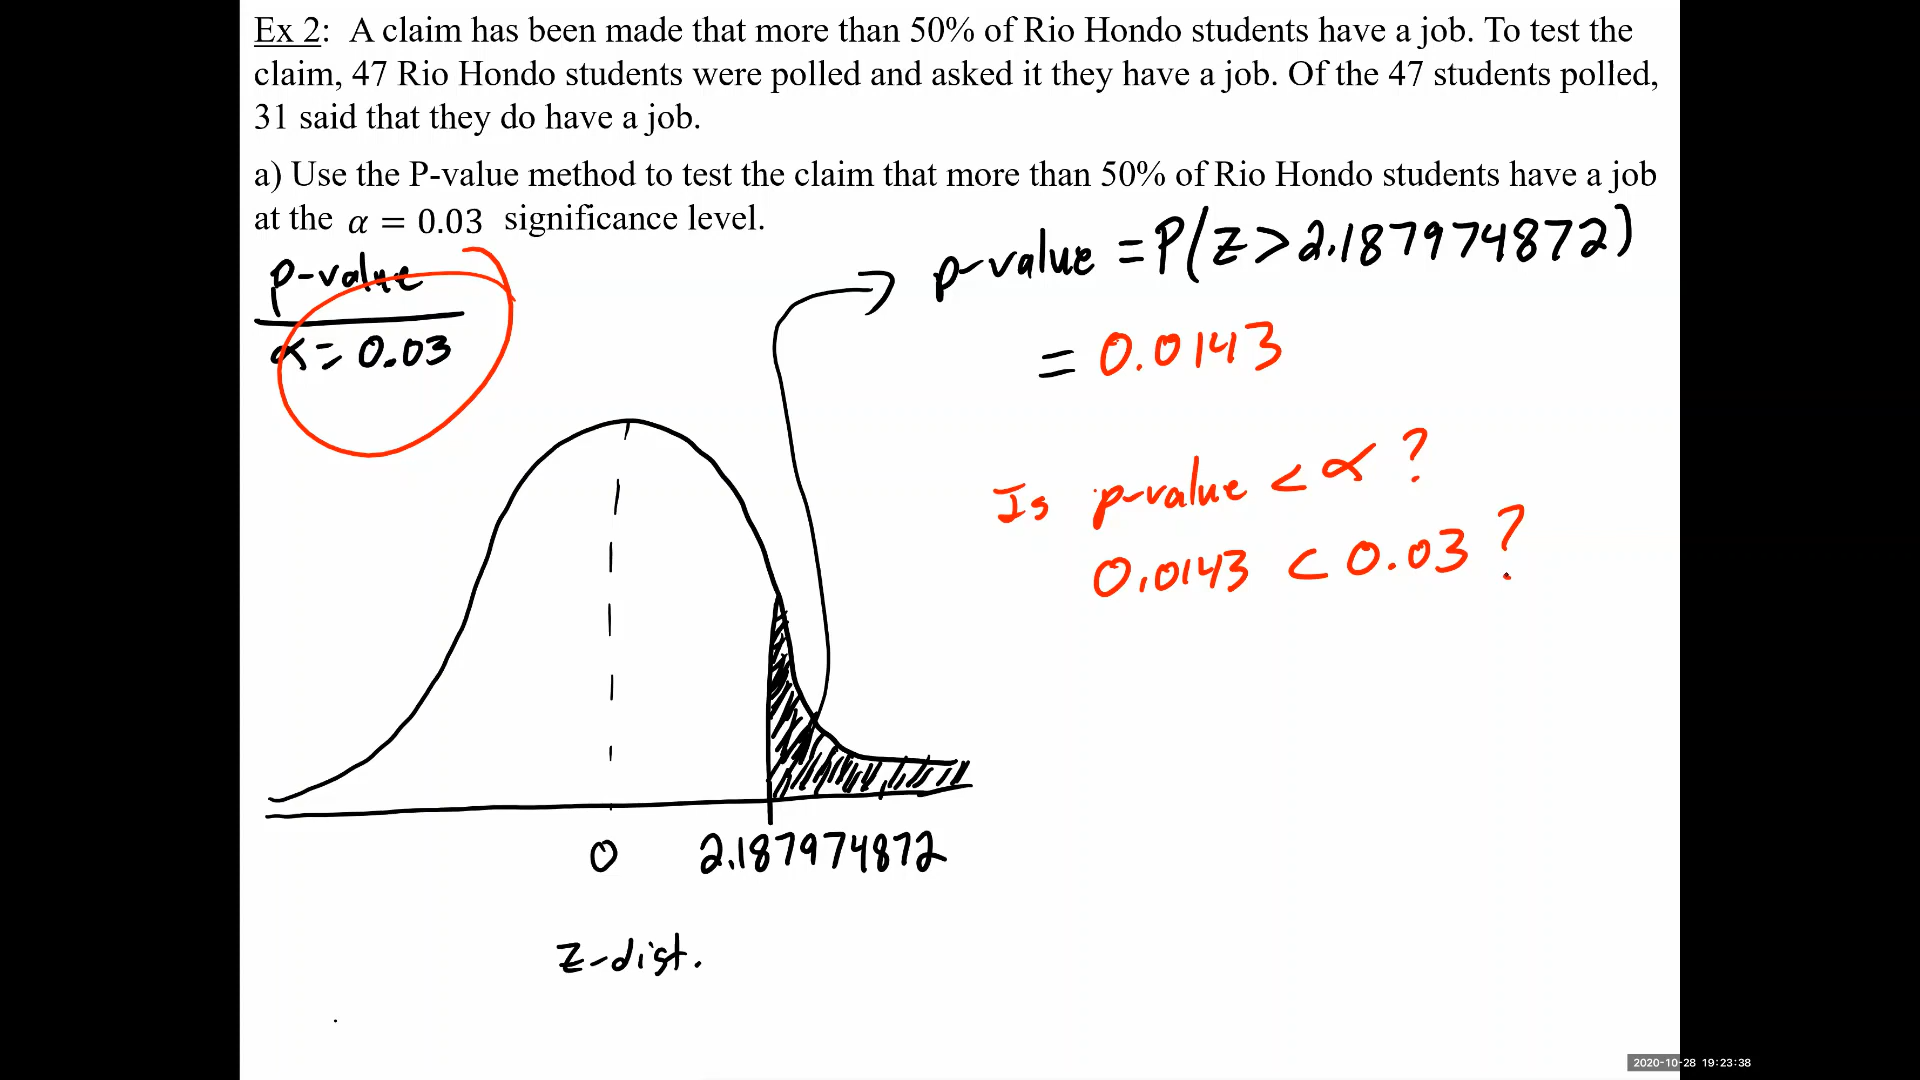 Ex 2: A claim has been made that more than 50% of Rio Hondo students have a job. To test the
claim, 47 Rio Hondo students were polled and asked it they have a job. Of the 47 students polled,
31 said that they do have a job.
a) Use the P-value method to test the claim that more than 50% of Rio Hondo students have a job
at the α = 0.03 significance level.
p-value
α = 0.03
p-value = P(Z > 2.187974872)
= 0.0143
Is p-value < α ?
0.0143 < 0.03 ?
0 2.187974872
Z-dist.
2020-10-28 19:23:38